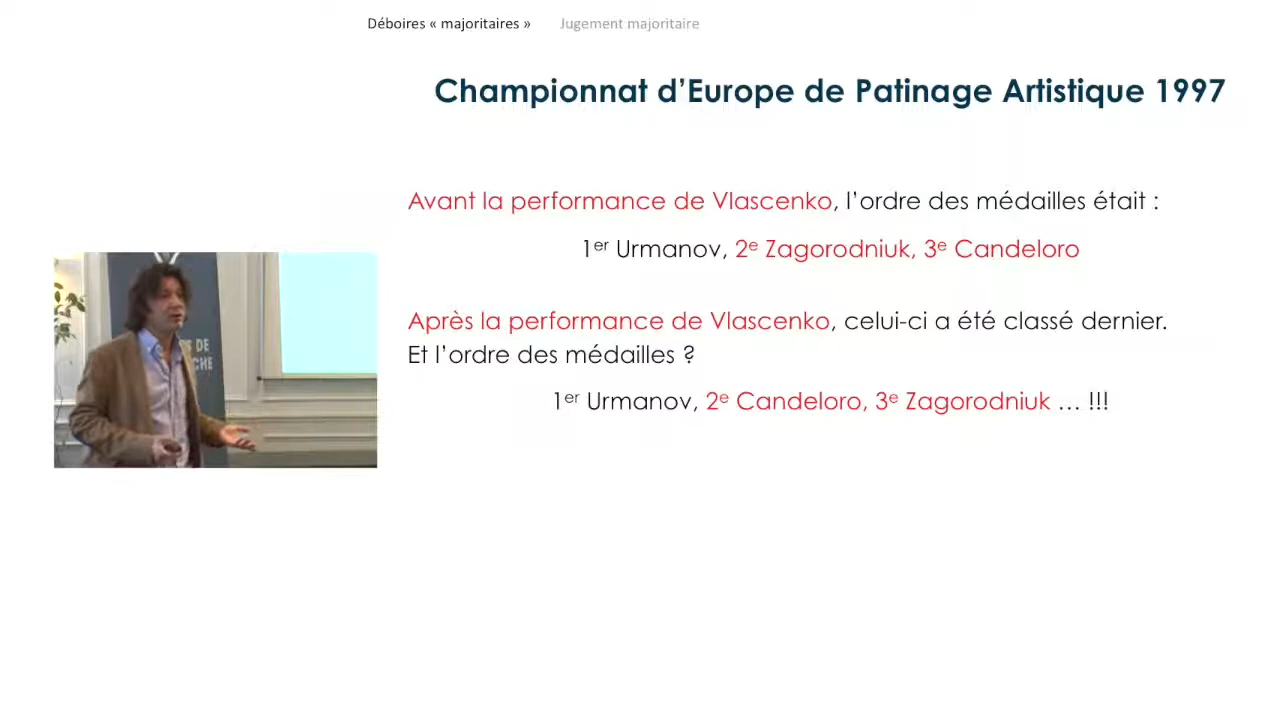 Déboires « majoritaires » Jugement majoritaire
Championnat d’Europe de Patinage Artistique 1997
Avant la performance de Vlascenko, l’ordre des médailles était :
1er Urmanov, 2e Zagorodniuk, 3e Candeloro
Après la performance de Vlascenko, celui-ci a été classé dernier.
Et l’ordre des médailles ?
1er Urmanov, 2e Candeloro, 3e Zagorodniuk … !!!
DE